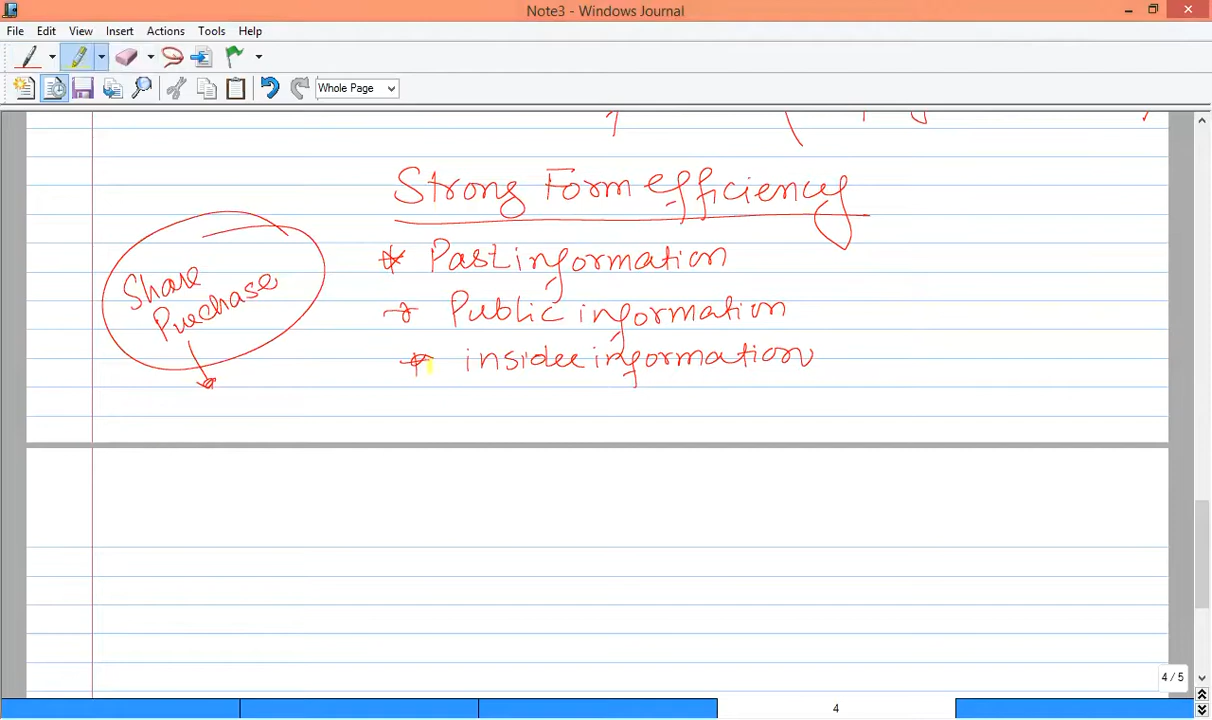 Note3 - Windows Journal
File Edit View Insert Actions Tools Help
Whole Page
Strong Form efficiency
Past information
Public information
insider information
Share
Purchase
4 / 5
4